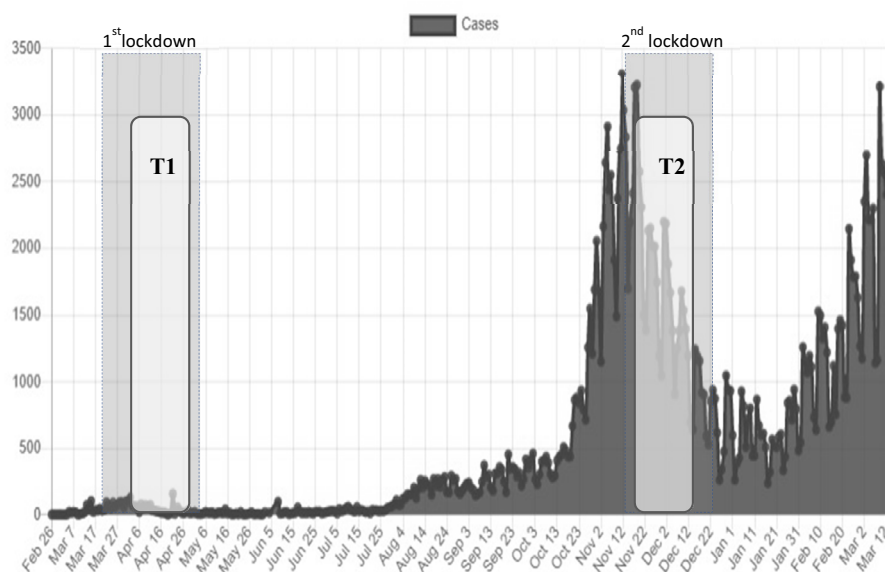 Cases
1st lockdown
2nd lockdown
3500
3000
2500
2000
1500
1000
500
0
T1
T2
Feb 26
Mar 7
Mar 17
Mar 27
Apr 6
Apr 16
Apr 26
May 6
May 16
May 26
Jun 5
Jun 15
Jun 25
Jul 5
Jul 15
Jul 25
Aug 4
Aug 14
Aug 24
Sep 3
Sep 13
Sep 23
Oct 3
Oct 13
Oct 23
Nov 2
Nov 12
Nov 22
Dec 2
Dec 12
Dec 22
Jan 1
Jan 11
Jan 21
Jan 31
Feb 10
Feb 20
Mar 2
Mar 12